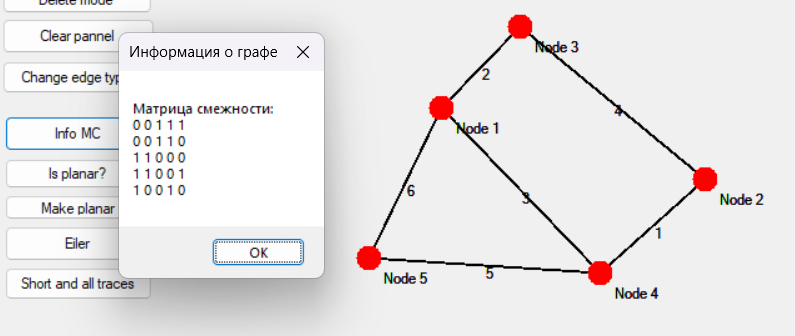 Delete mode
Clear pannel
Change edge typ
Info MC
Is planar?
Make planar
Eiler
Short and all traces
Информация о графе
Матрица смежности:
0 0 1 1 1
0 0 1 1 0
1 1 0 0 0
1 1 0 0 1
1 0 0 1 0
OK
Node 3
2
4
Node 1
6
3
Node 2
1
5
Node 5
Node 4